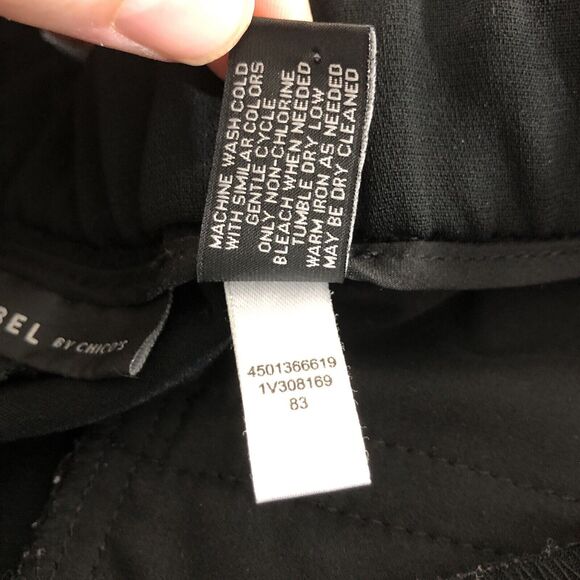 MACHINE WASH COLD
WITH SIMILAR COLORS
GENTLE CYCLE
ONLY NON-CHLORINE
BLEACH WHEN NEEDED
TUMBLE DRY LOW
WARM IRON AS NEEDED
MAY BE DRY CLEANED
BEL BY CHICO'S
4501366619
1V308169
83